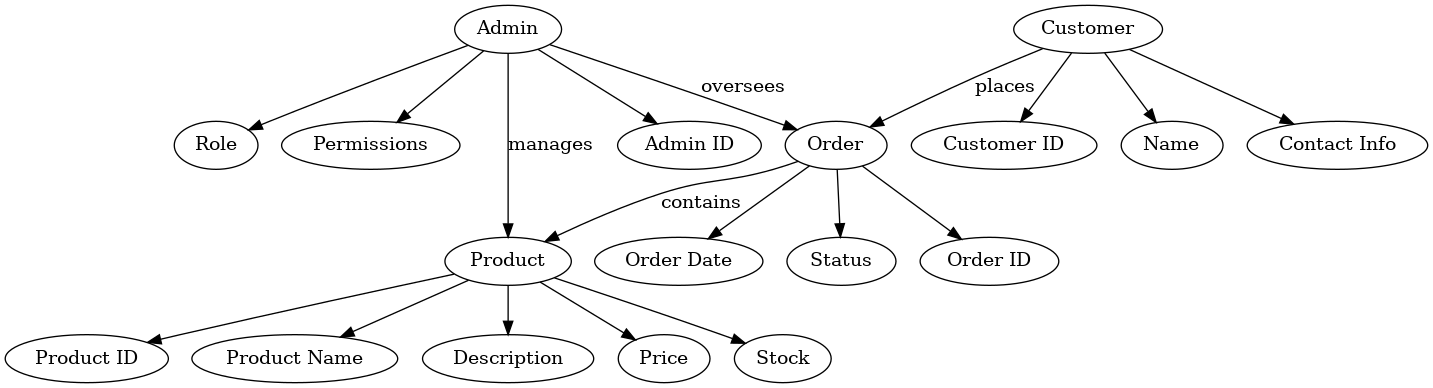 Admin
Customer
oversees
places
Role
Permissions
manages
Admin ID
Order
Customer ID
Name
Contact Info
contains
Product
Order Date
Status
Order ID
Product ID
Product Name
Description
Price
Stock